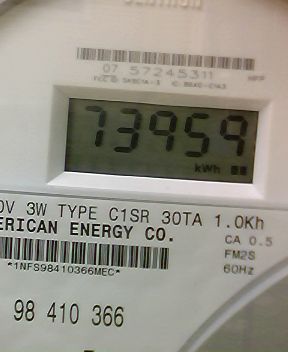 07 57245311
73959
kWh
0V 3W TYPE C1SR 30TA 1.0Kh
ERICAN ENERGY CO.
CA 0.5
FM2S
*1NFS98410366MEC*
60Hz
98 410 366